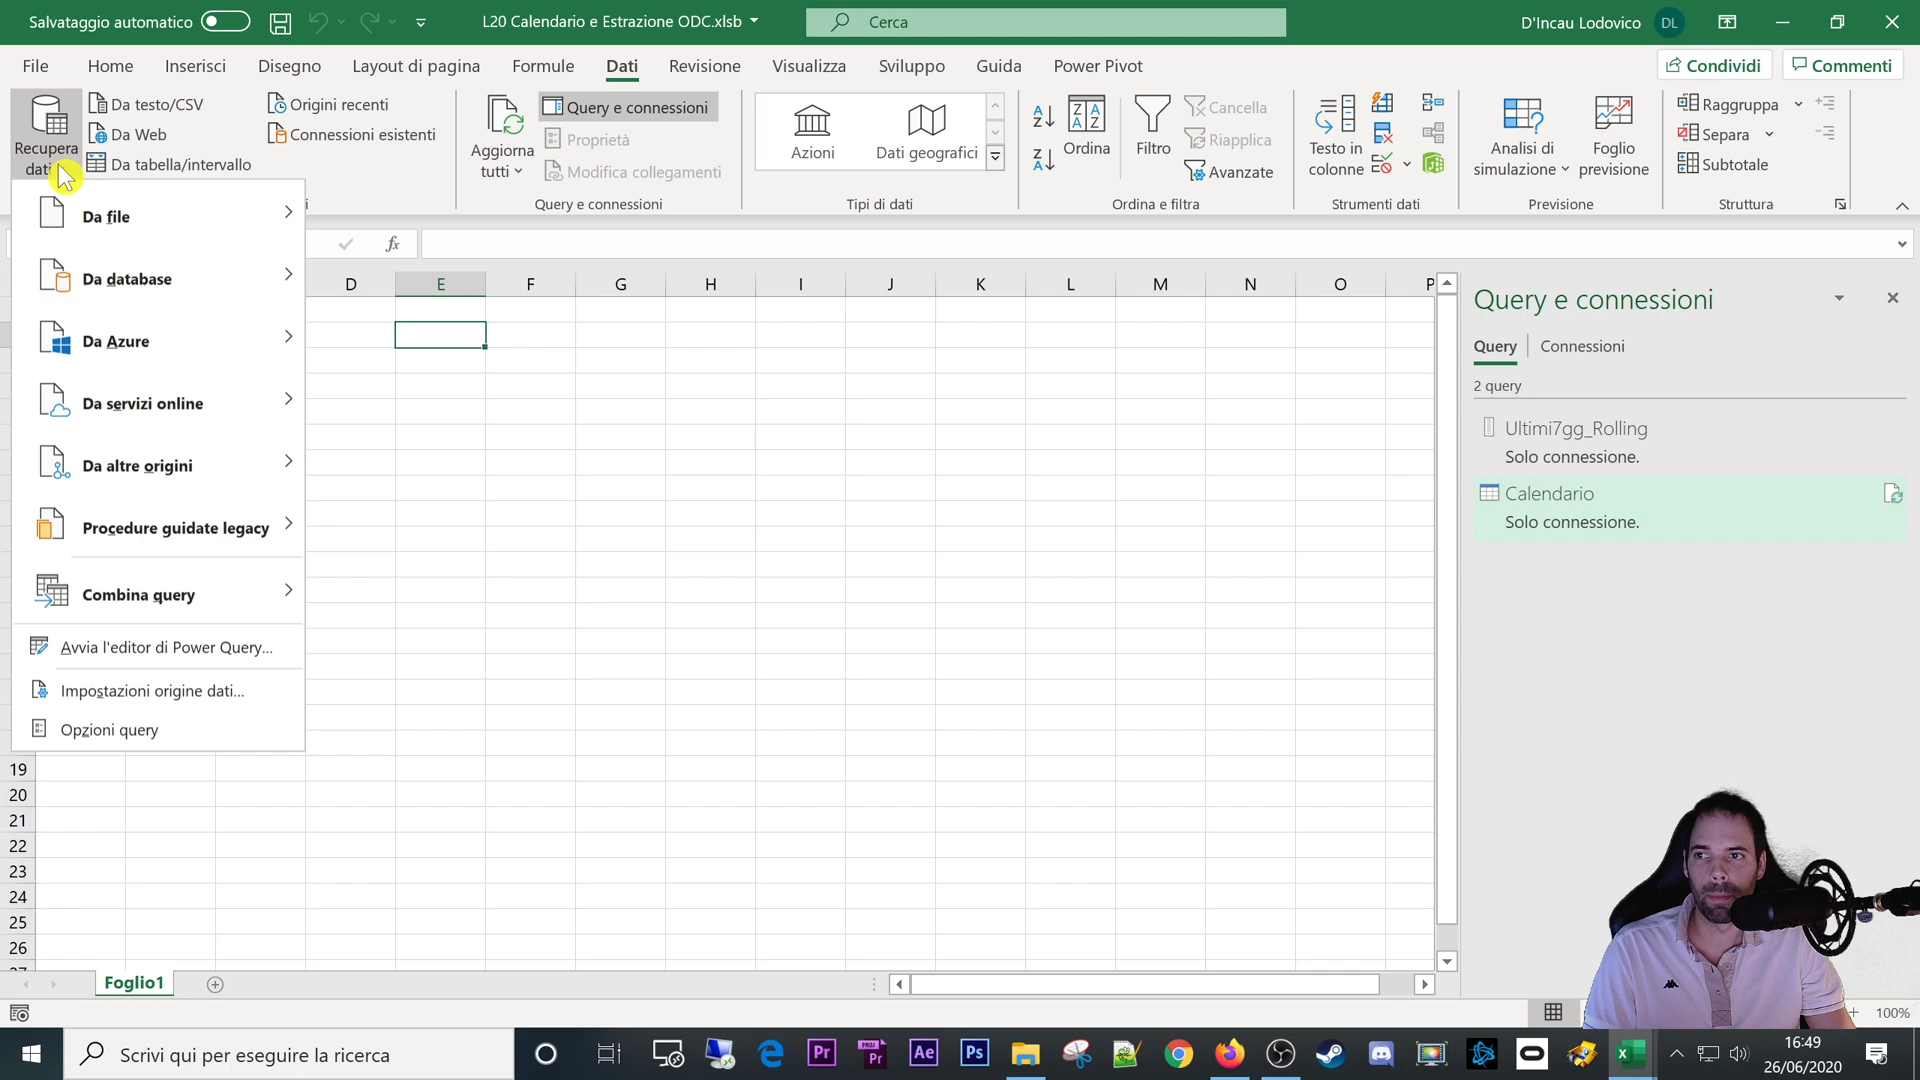 Salvataggio automatico
L20 Calendario e Estrazione ODC.xlsb
Cerca
D'Incau Lodovico
DL
File
Home
Inserisci
Disegno
Layout di pagina
Formule
Dati
Revisione
Visualizza
Sviluppo
Guida
Power Pivot
Condividi
Commenti
Recupera
dati
Da testo/CSV
Da Web
Da tabella/intervallo
Origini recenti
Connessioni esistenti
Aggiorna
tutti
Query e connessioni
Proprietà
Modifica collegamenti
Query e connessioni
Azioni
Dati geografici
Tipi di dati
Ordina
Filtro
Cancella
Riapplica
Avanzate
Ordina e filtra
Testo in
colonne
Strumenti dati
Analisi di
simulazione
Foglio
previsione
Previsione
Raggruppa
Separa
Subtotale
Struttura
Da file
Da database
Da Azure
Da servizi online
Da altre origini
Procedure guidate legacy
Combina query
Avvia l'editor di Power Query...
Impostazioni origine dati...
Opzioni query
fx
D E F G H I J K L M N O P
19
20
21
22
23
24
25
26
27
Query e connessioni
Query
Connessioni
2 query
Ultimi7gg_Rolling
Solo connessione.
Calendario
Solo connessione.
Foglio1
100%
Scrivi qui per eseguire la ricerca
Pr
Pr
Ae
Ps
16:49
26/06/2020